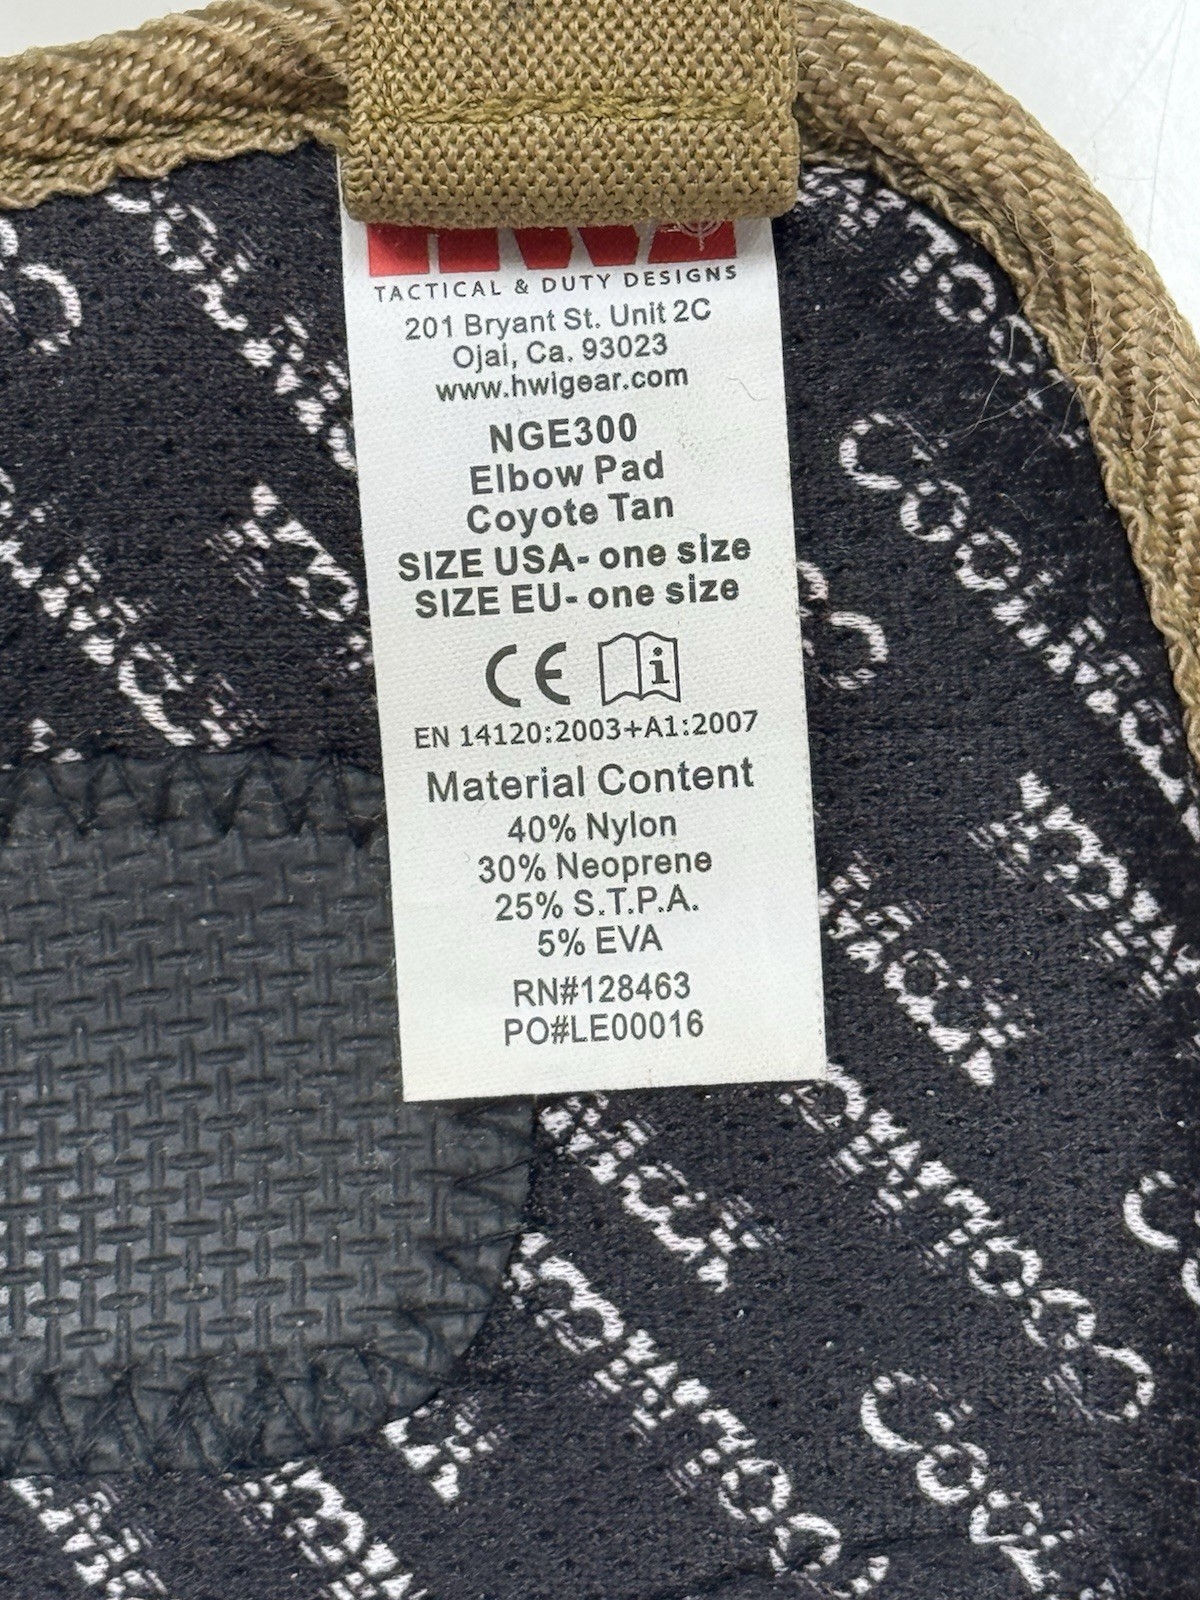 HWI
TACTICAL & DUTY DESIGNS
201 Bryant St. Unit 2C
Ojai, Ca. 93023
www.hwigear.com
NGE300
Elbow Pad
Coyote Tan
SIZE USA- one size
SIZE EU- one size
CE i
EN 14120:2003+A1:2007
Material Content
40% Nylon
30% Neoprene
25% S.T.P.A.
5% EVA
RN#128463
PO#LE00016